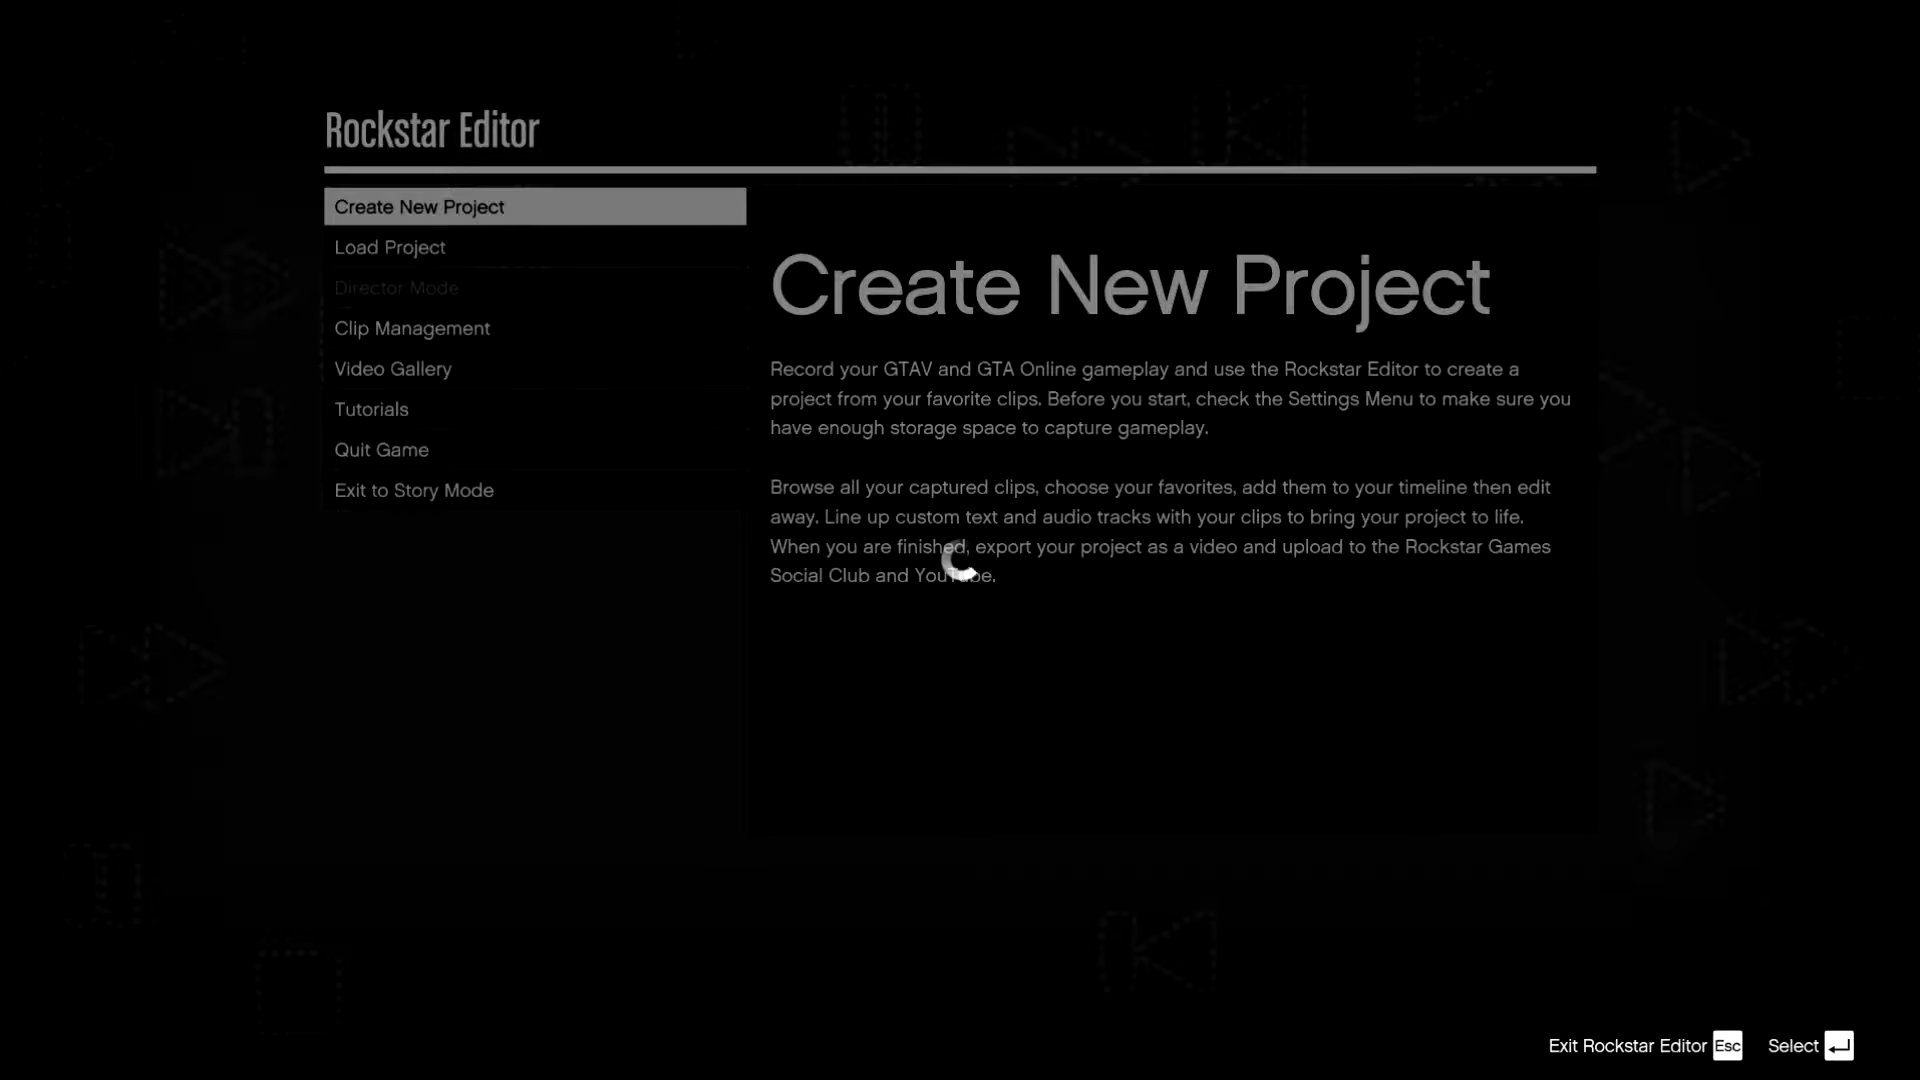 Rockstar Editor
Create New Project
Load Project
Director Mode
Clip Management
Video Gallery
Tutorials
Quit Game
Exit to Story Mode
Create New Project
Record your GTAV and GTA Online gameplay and use the Rockstar Editor to create a
project from your favorite clips. Before you start, check the Settings Menu to make sure you
have enough storage space to capture gameplay.
Browse all your captured clips, choose your favorites, add them to your timeline then edit
away. Line up custom text and audio tracks with your clips to bring your project to life.
When you are finished, export your project as a video and upload to the Rockstar Games
Social Club and YouTube.
Exit Rockstar Editor Esc Select